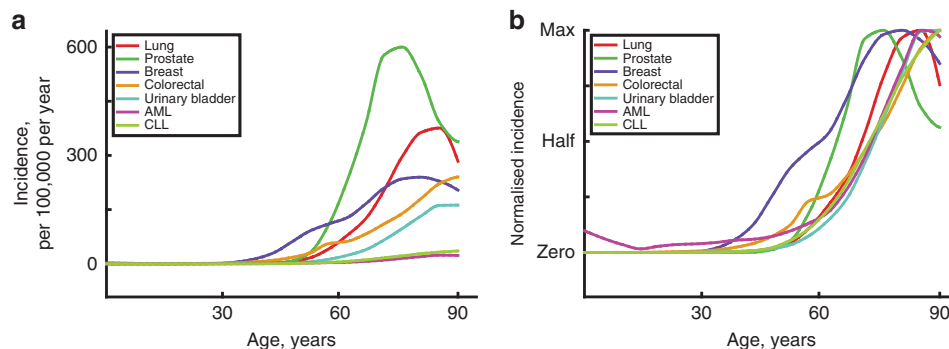 a
Incidence,
per 100,000 per year
600
300
0
Lung
Prostate
Breast
Colorectal
Urinary bladder
AML
CLL
30
60
90
Age, years
b
Normalised incidence
Max
Half
Zero
Lung
Prostate
Breast
Colorectal
Urinary bladder
AML
CLL
30
60
90
Age, years